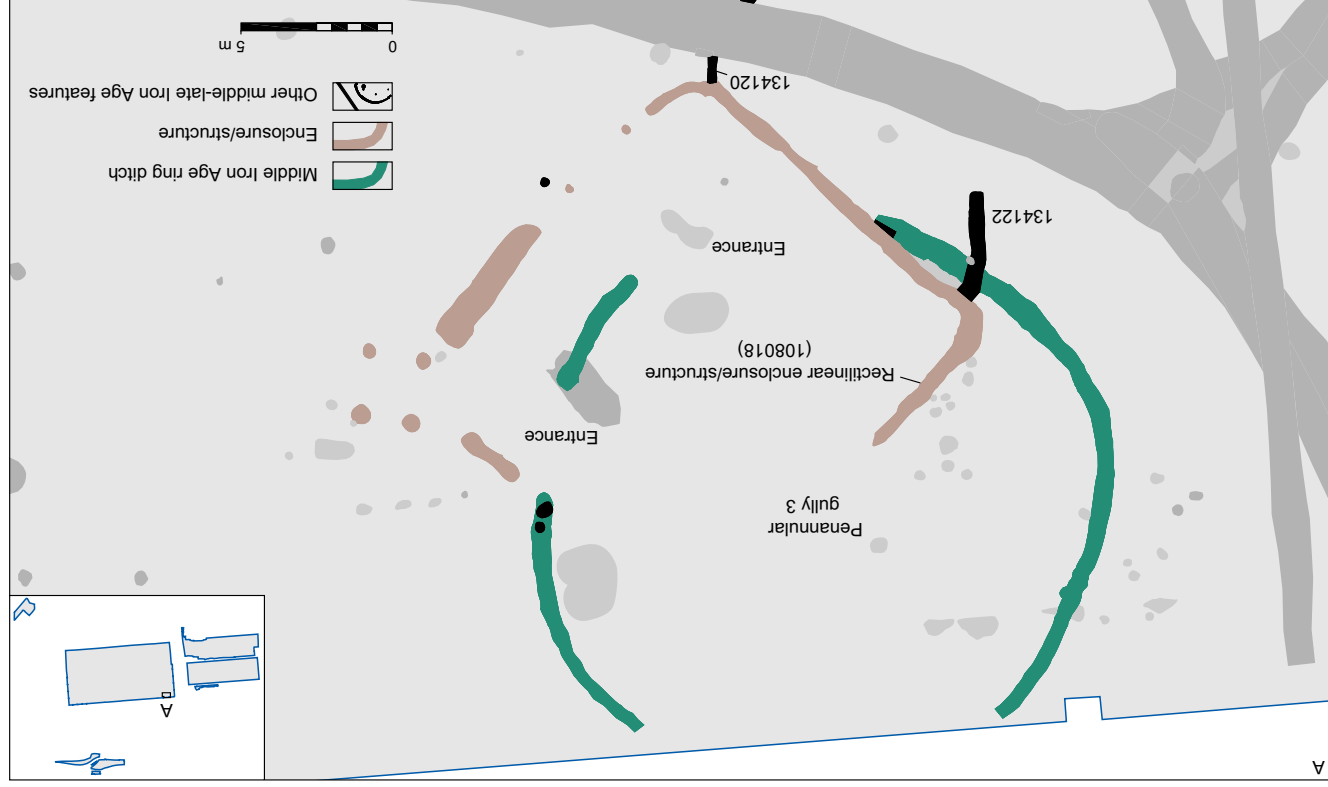 A
A
Penannular
gully 3
Entrance
Rectilinear enclosure/structure
(108018)
Entrance
134122
134120
Middle Iron Age ring ditch
Enclosure/structure
Other middle-late Iron Age features
0
5 m